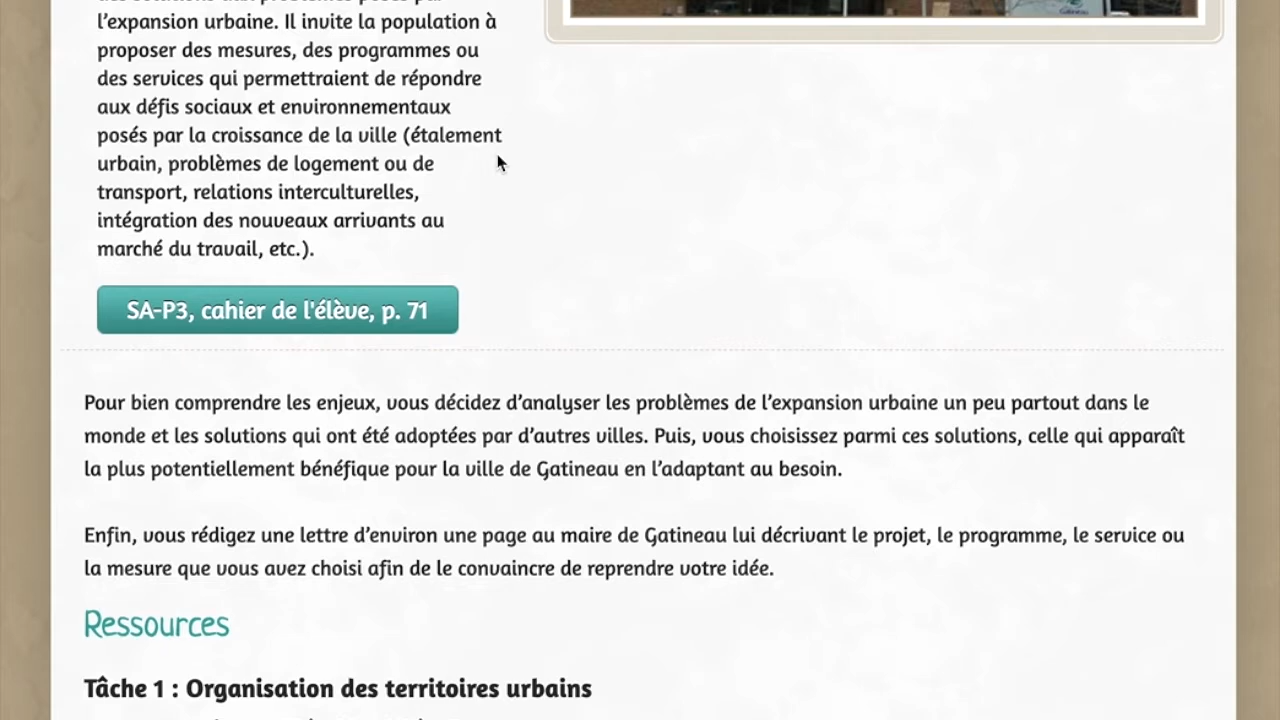 l'expansion urbaine. Il invite la population à
proposer des mesures, des programmes ou
des services qui permettraient de répondre
aux défis sociaux et environnementaux
posés par la croissance de la ville (étalement
urbain, problèmes de logement ou de
transport, relations interculturelles,
intégration des nouveaux arrivants au
marché du travail, etc.).
SA-P3, cahier de l'élève, p. 71
Pour bien comprendre les enjeux, vous décidez d’analyser les problèmes de l’expansion urbaine un peu partout dans le
monde et les solutions qui ont été adoptées par d’autres villes. Puis, vous choisissez parmi ces solutions, celle qui apparaît
la plus potentiellement bénéfique pour la ville de Gatineau en l’adaptant au besoin.
Enfin, vous rédigez une lettre d’environ une page au maire de Gatineau lui décrivant le projet, le programme, le service ou
la mesure que vous avez choisi afin de le convaincre de reprendre votre idée.
Ressources
Tâche 1 : Organisation des territoires urbains